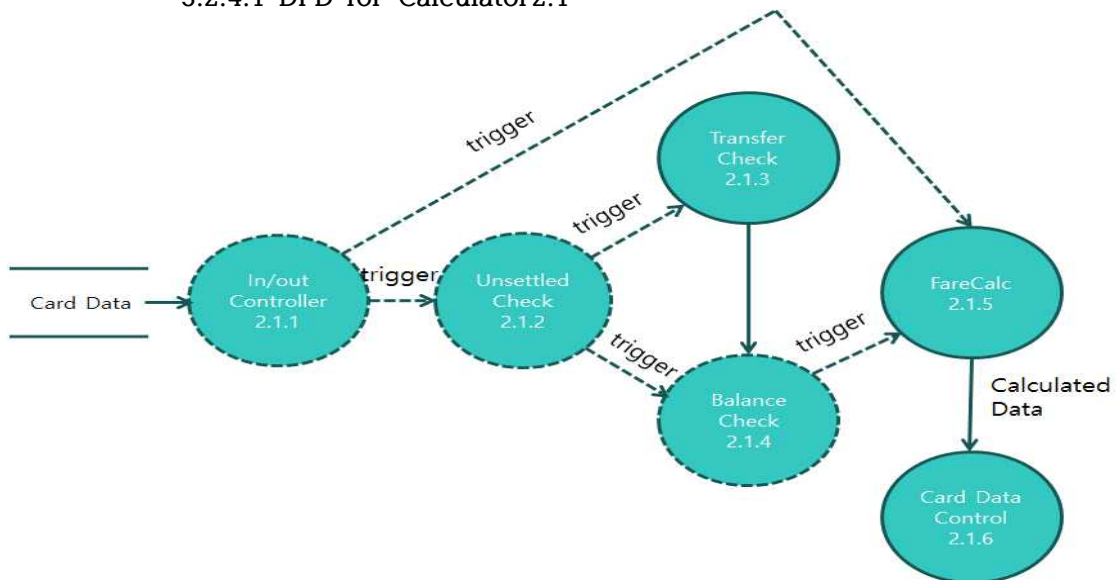 3.2.4.1 DFD for Calculator2.1
trigger
Transfer
Check
2.1.3
trigger
In/out
Controller
2.1.1
trigger
Unsettled
Check
2.1.2
Card Data
FareCalc
2.1.5
trigger
trigger
Balance
Check
2.1.4
Calculated
Data
Card Data
Control
2.1.6